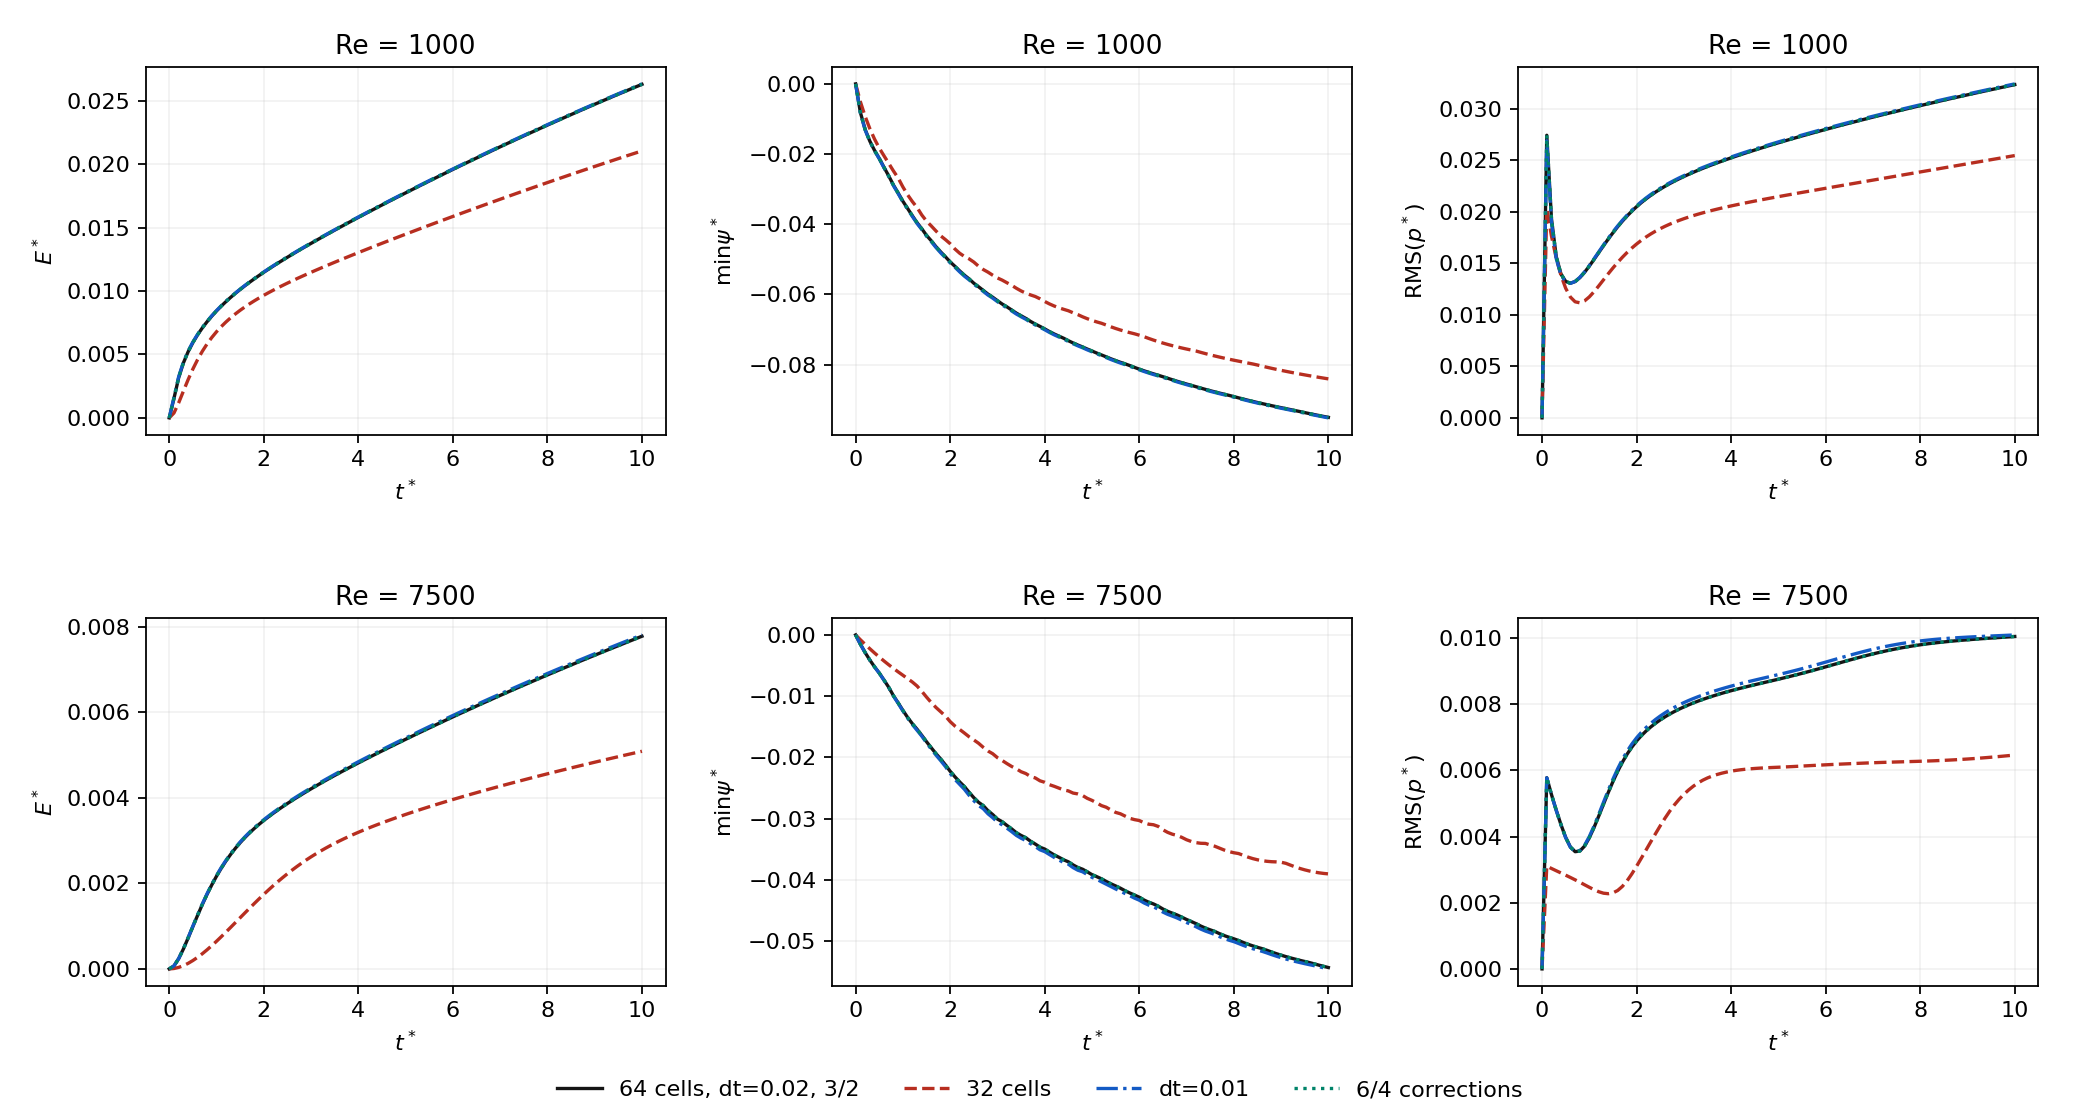 Re = 1000
Re = 1000
Re = 1000
0.025
0.020
0.015
0.010
0.005
0.000
E*
0 2 4 6 8 10
t*
0.00
−0.02
−0.04
−0.06
−0.08
minψ*
0 2 4 6 8 10
t*
0.030
0.025
0.020
0.015
0.010
0.005
0.000
RMS(p*)
0 2 4 6 8 10
t*
Re = 7500
Re = 7500
Re = 7500
0.008
0.006
0.004
0.002
0.000
E*
0 2 4 6 8 10
t*
0.00
−0.01
−0.02
−0.03
−0.04
−0.05
minψ*
0 2 4 6 8 10
t*
0.010
0.008
0.006
0.004
0.002
0.000
RMS(p*)
0 2 4 6 8 10
t*
64 cells, dt=0.02, 3/2 32 cells dt=0.01 6/4 corrections